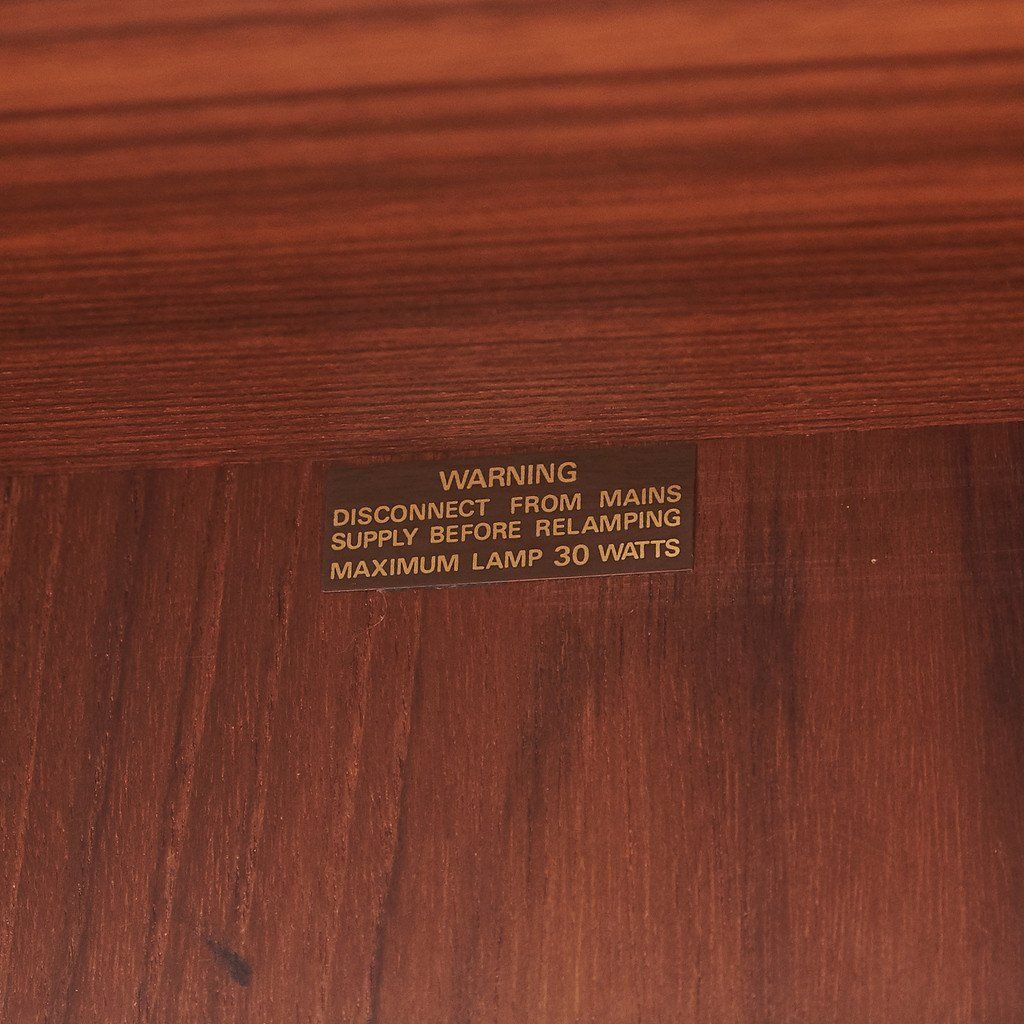 WARNING
DISCONNECT FROM MAINS
SUPPLY BEFORE RELAMPING
MAXIMUM LAMP 30 WATTS